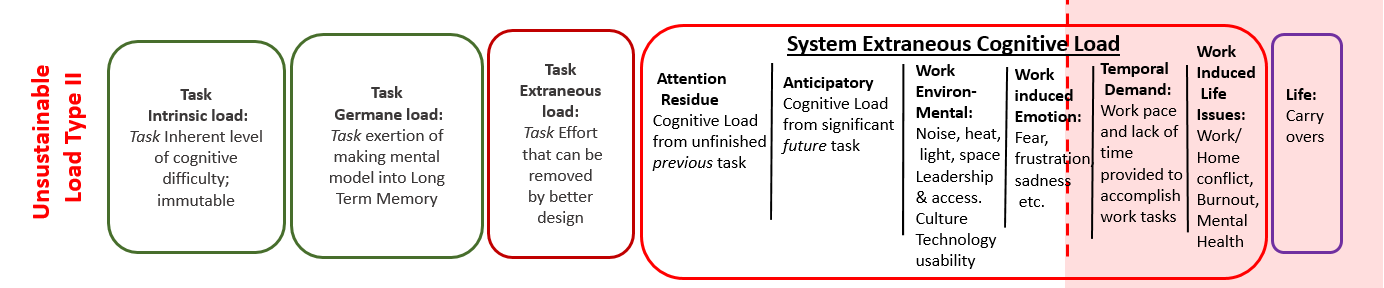 Unsustainable
Load Type II
Task
Intrinsic load:
Task Inherent level
of cognitive
difficulty;
immutable
Task
Germane load:
Task exertion of
making mental
model into Long
Term Memory
Task
Extraneous
load:
Task Effort
that can be
removed
by better
design
System Extraneous Cognitive Load
Attention
Residue
Cognitive Load
from unfinished
previous task
Anticipatory
Cognitive Load
from significant
future task
Work
Environ-
Mental:
Noise, heat,
light, space
Leadership
& access.
Culture
Technology
usability
Work
induced
Emotion:
Fear,
frustration,
sadness
etc.
Temporal
Demand:
Work pace
and lack of
time
provided to
accomplish
work tasks
Work
Induced
Life
Issues:
Work/
Home
conflict,
Burnout,
Mental
Health
Life:
Carry
overs